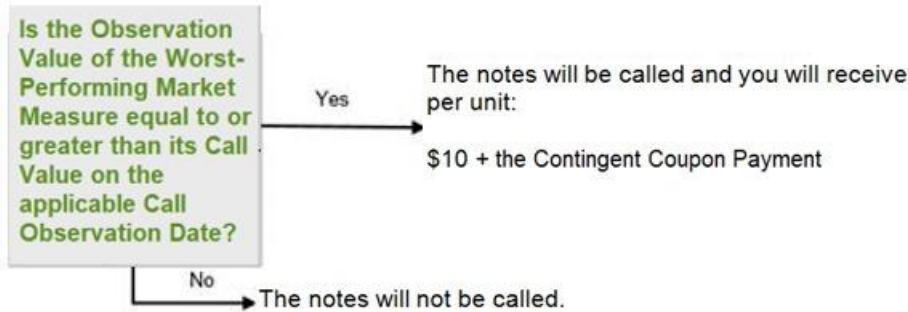 Is the Observation
Value of the Worst-
Performing Market
Measure equal to or
greater than its Call
Value on the
applicable Call
Observation Date?
Yes
The notes will be called and you will receive
per unit:
$10 + the Contingent Coupon Payment
No
The notes will not be called.